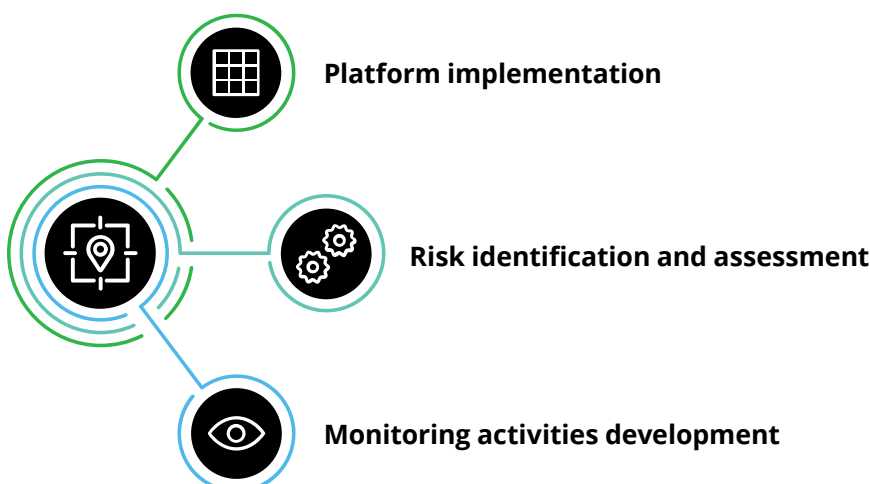 Platform implementation
Risk identification and assessment
Monitoring activities development